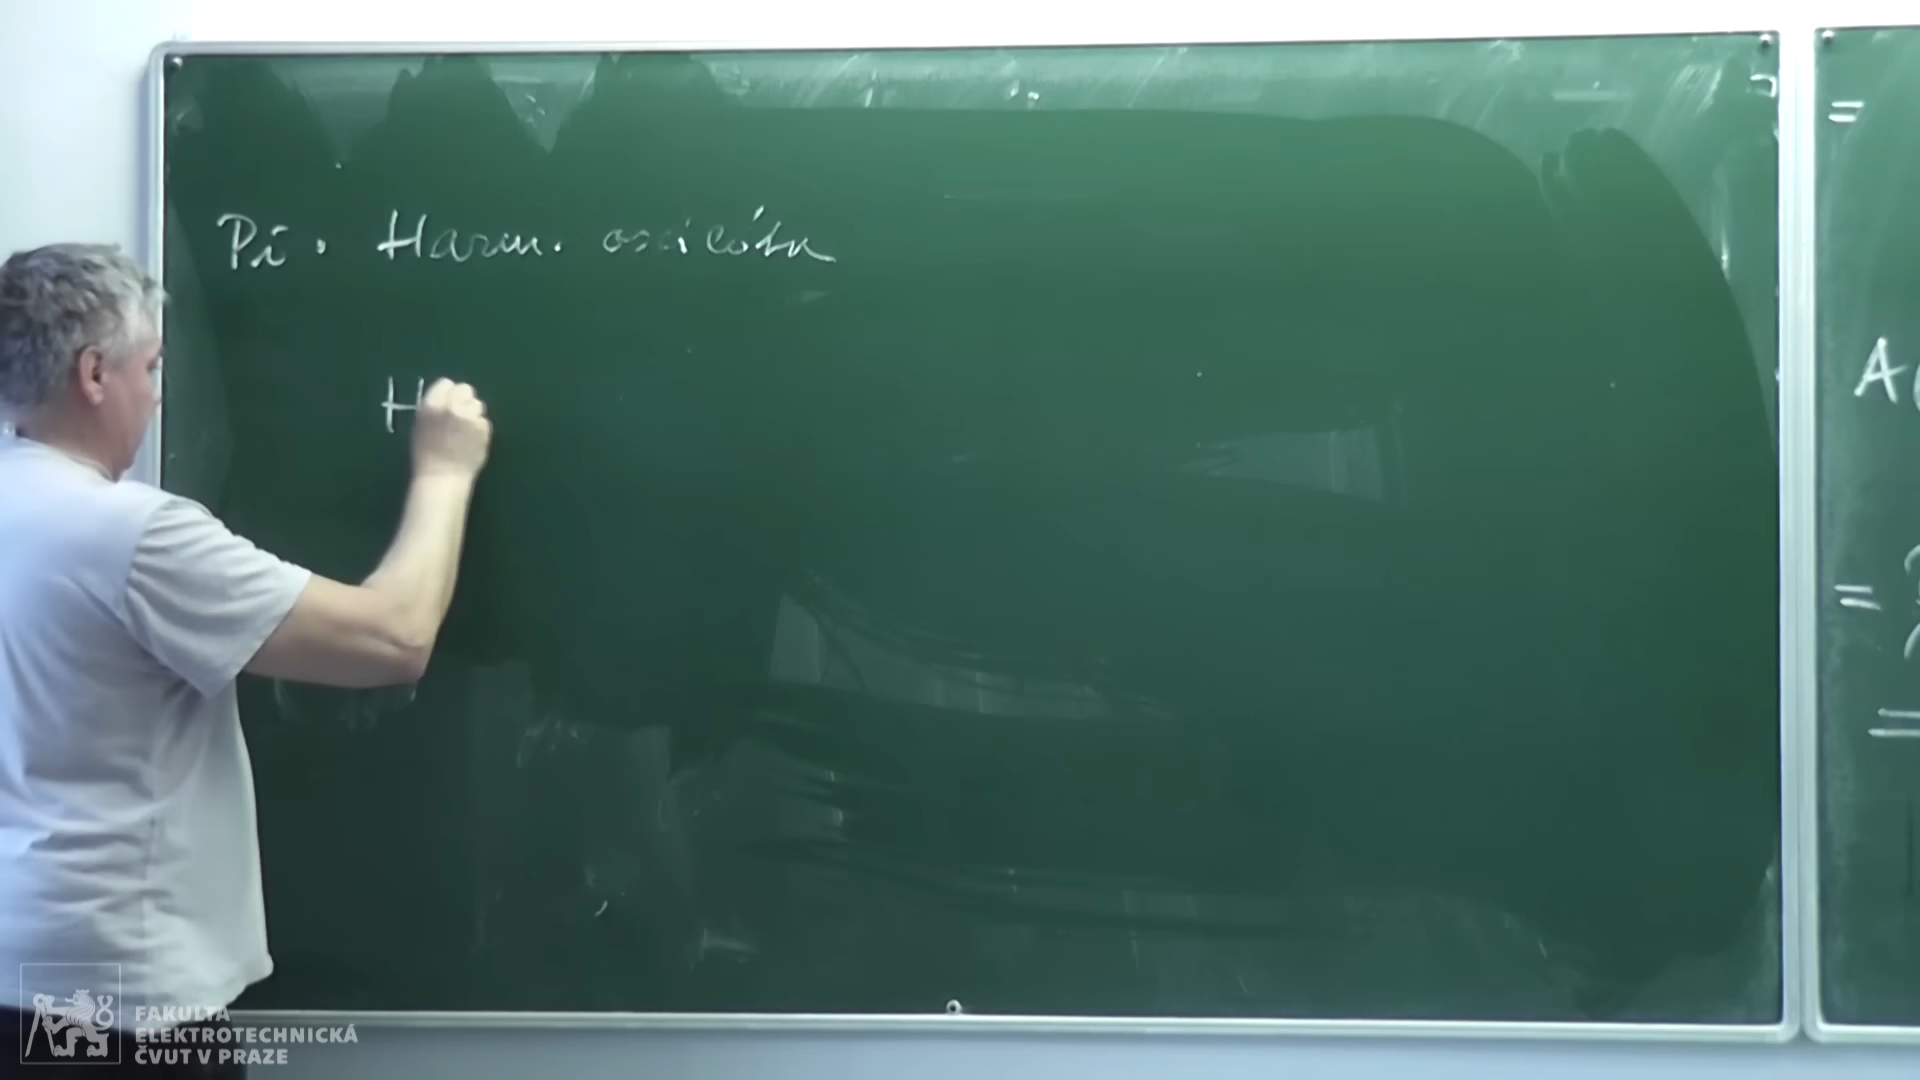 Př. Harm. oscilátor
H
=
A(
=
=
FAKULTA
ELEKTROTECHNICKÁ
ČVUT V PRAZE